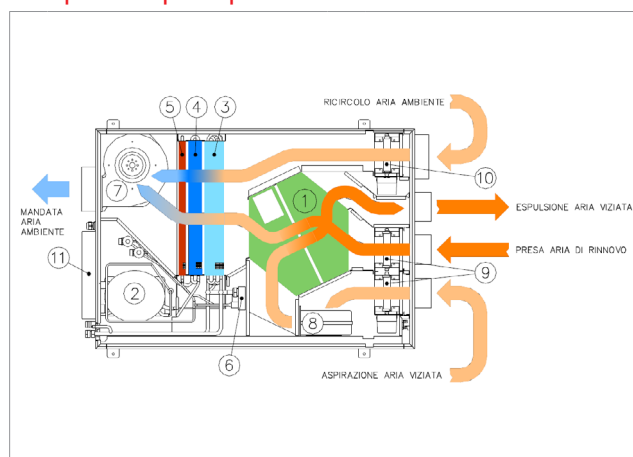 5
4
3
RICIRCOLO ARIA AMBIENTE
10
1
7
MANDATA
ARIA
AMBIENTE
ESPULSIONE ARIA VIZIATA
PRESA ARIA DI RINNOVO
11
9
2
8
6
ASPIRAZIONE ARIA VIZIATA